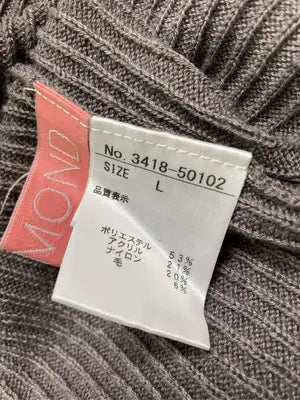 MOND
No. 3418-50102
SIZE L
品質表示
ポリエステル 53%
アクリル 21%
ナイロン 20%
毛 6%